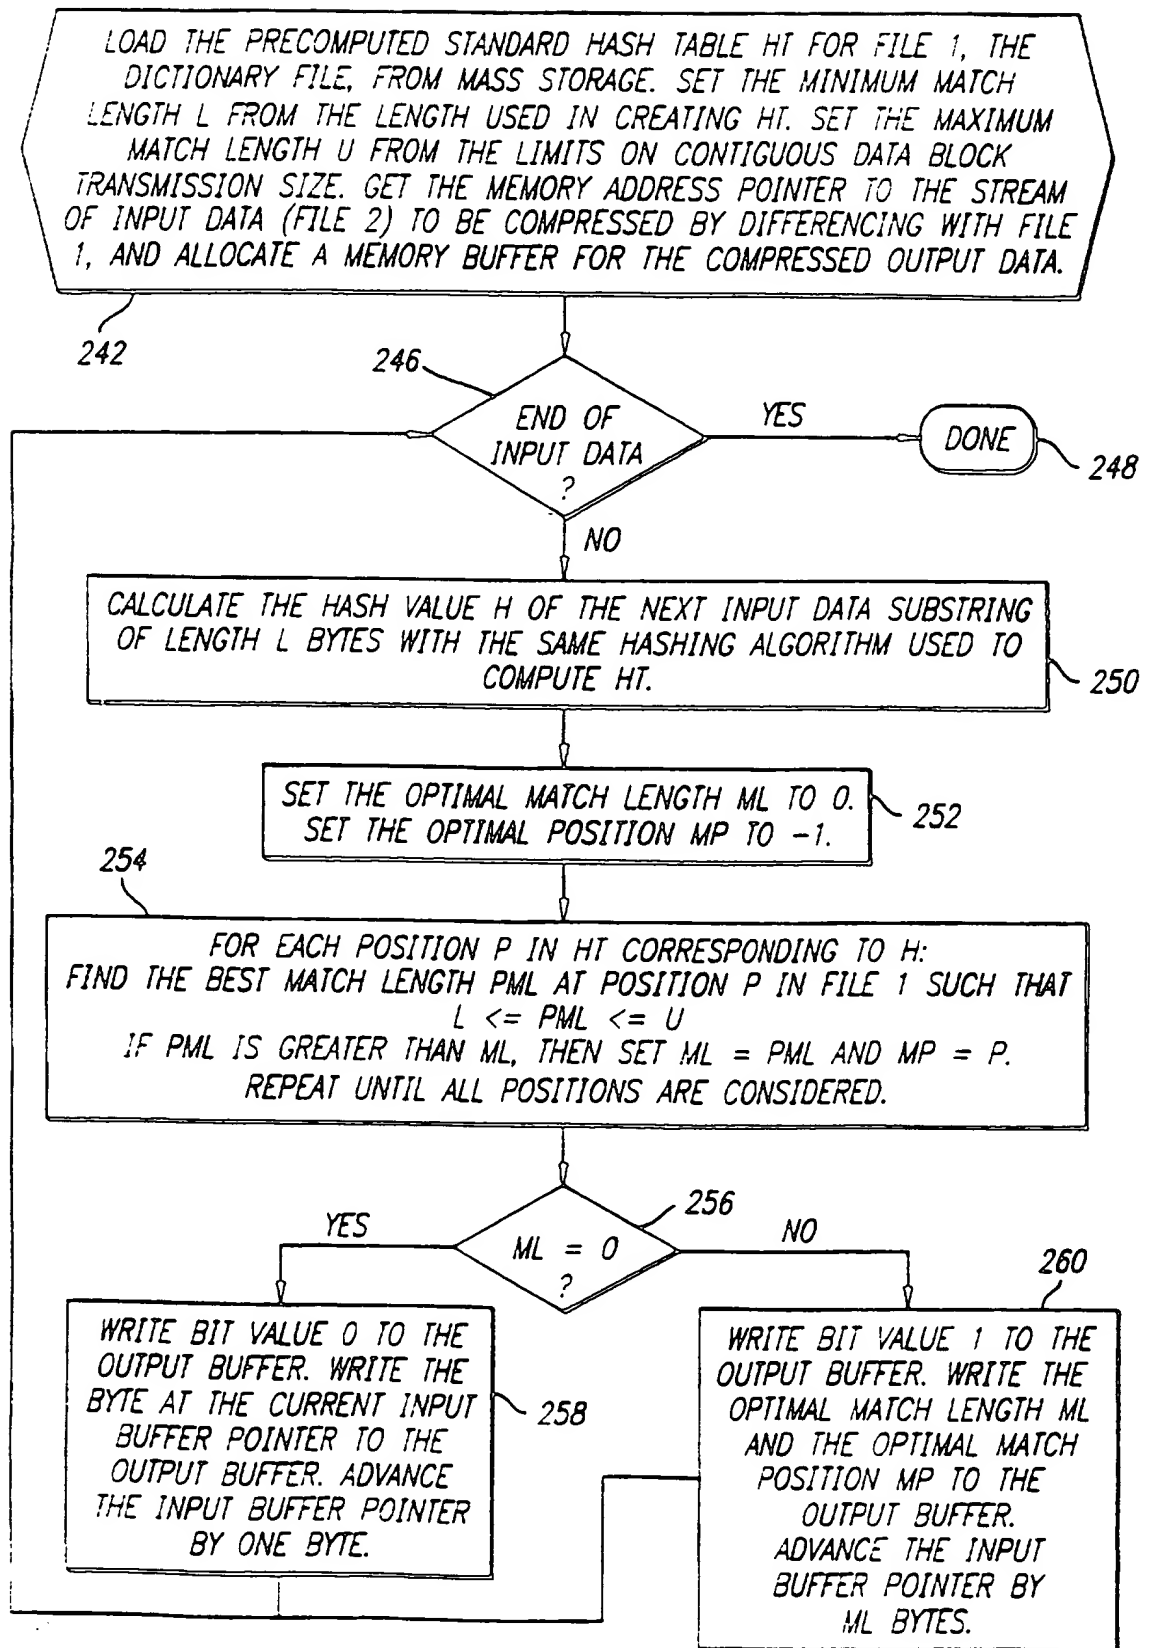 LOAD THE PRECOMPUTED STANDARD HASH TABLE HT FOR FILE 1, THE
DICTIONARY FILE, FROM MASS STORAGE. SET THE MINIMUM MATCH
LENGTH L FROM THE LENGTH USED IN CREATING HT. SET THE MAXIMUM
MATCH LENGTH U FROM THE LIMITS ON CONTIGUOUS DATA BLOCK
TRANSMISSION SIZE. GET THE MEMORY ADDRESS POINTER TO THE STREAM
OF INPUT DATA (FILE 2) TO BE COMPRESSED BY DIFFERENCING WITH FILE
1, AND ALLOCATE A MEMORY BUFFER FOR THE COMPRESSED OUTPUT DATA.
242
246
END OF
INPUT DATA
?
YES
DONE
248
NO
CALCULATE THE HASH VALUE H OF THE NEXT INPUT DATA SUBSTRING
OF LENGTH L BYTES WITH THE SAME HASHING ALGORITHM USED TO
COMPUTE HT.
250
SET THE OPTIMAL MATCH LENGTH ML TO 0.
SET THE OPTIMAL POSITION MP TO -1.
252
254
FOR EACH POSITION P IN HT CORRESPONDING TO H:
FIND THE BEST MATCH LENGTH PML AT POSITION P IN FILE 1 SUCH THAT
L <= PML <= U
IF PML IS GREATER THAN ML, THEN SET ML = PML AND MP = P.
REPEAT UNTIL ALL POSITIONS ARE CONSIDERED.
256
YES
ML = 0
?
NO
260
WRITE BIT VALUE 0 TO THE
OUTPUT BUFFER. WRITE THE
BYTE AT THE CURRENT INPUT
BUFFER POINTER TO THE
OUTPUT BUFFER. ADVANCE
THE INPUT BUFFER POINTER
BY ONE BYTE.
258
WRITE BIT VALUE 1 TO THE
OUTPUT BUFFER. WRITE THE
OPTIMAL MATCH LENGTH ML
AND THE OPTIMAL MATCH
POSITION MP TO THE
OUTPUT BUFFER.
ADVANCE THE INPUT
BUFFER POINTER BY
ML BYTES.